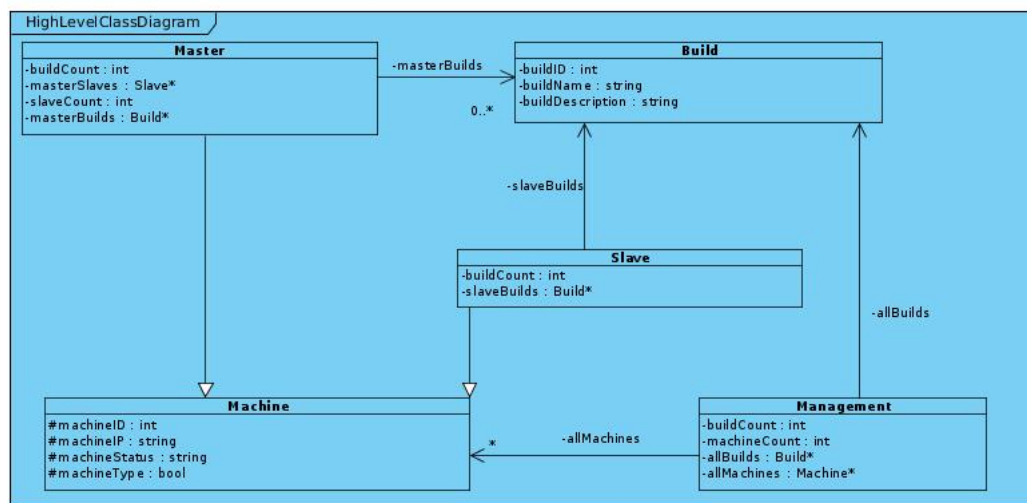 HighLevelClassDiagram
Master
-buildCount : int
-masterSlaves : Slave*
-slaveCount : int
-masterBuilds : Build*
-masterBuilds
0..*
Build
-buildID : int
-buildName : string
-buildDescription : string
-slaveBuilds
Slave
-buildCount : int
-slaveBuilds : Build*
-allBuilds
Machine
#machineID : int
#machineIP : string
#machineStatus : string
#machineType : bool
*
-allMachines
Management
-buildCount : int
-machineCount : int
-allBuilds : Build*
-allMachines : Machine*